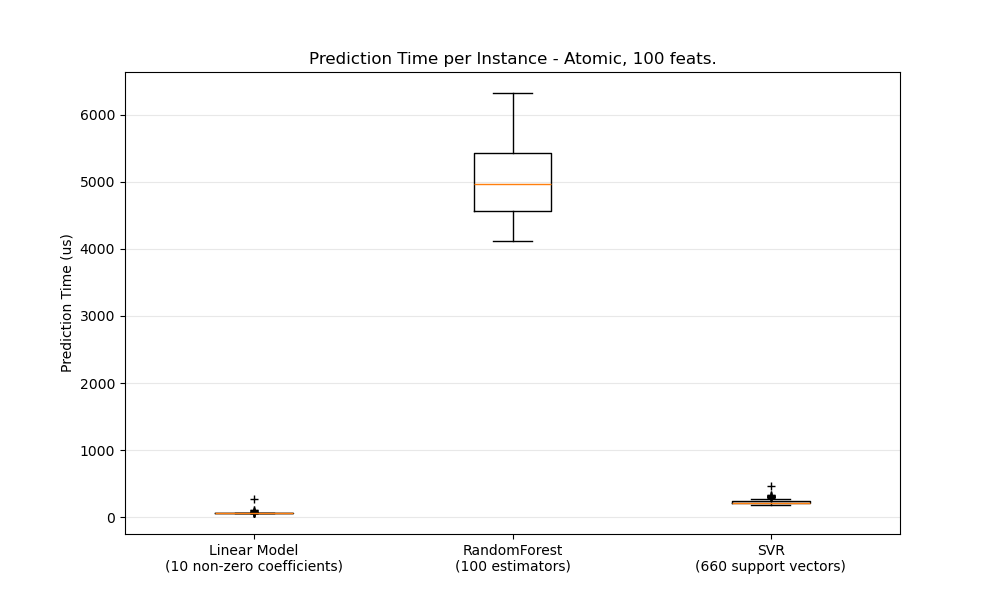 Prediction Time per Instance - Atomic, 100 feats.
Prediction Time (us)
6000
5000
4000
3000
2000
1000
0
Linear Model
(10 non-zero coefficients)
RandomForest
(100 estimators)
SVR
(660 support vectors)